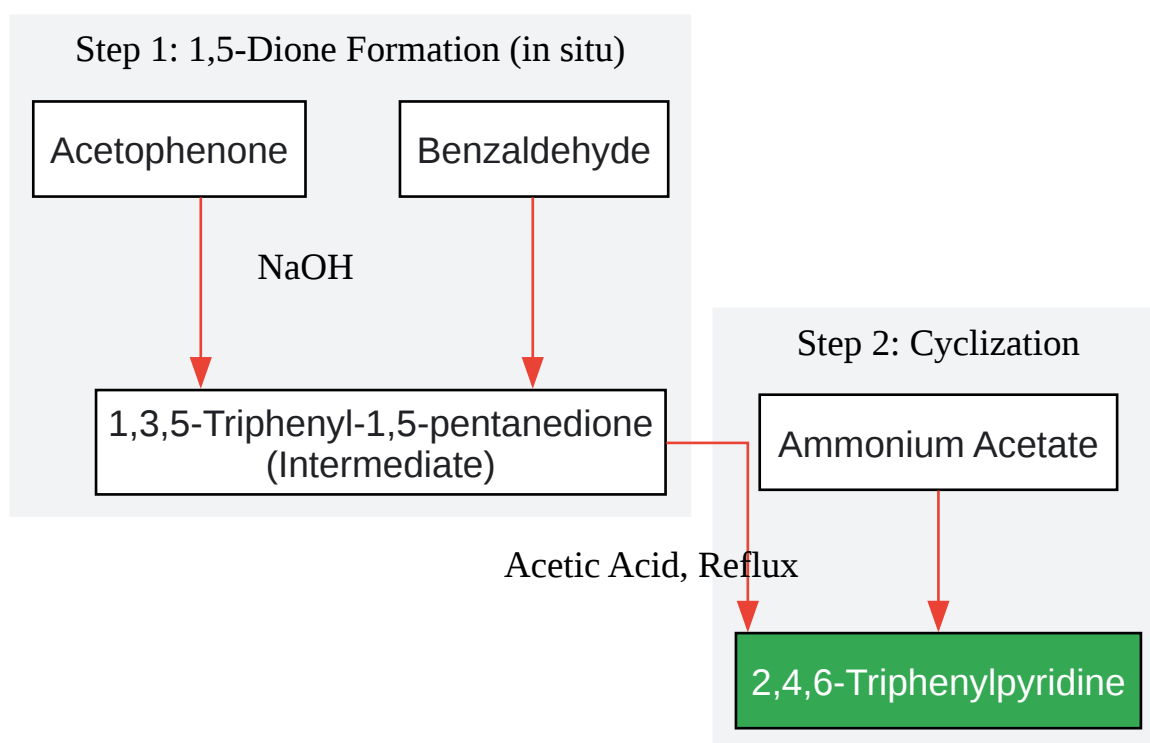 Step 1: 1,5-Dione Formation (in situ)
Acetophenone
Benzaldehyde
NaOH
1,3,5-Triphenyl-1,5-pentanedione
(Intermediate)
Step 2: Cyclization
Ammonium Acetate
Acetic Acid, Reflux
2,4,6-Triphenylpyridine